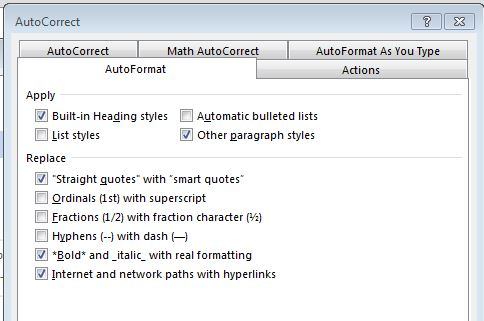 AutoCorrect
AutoCorrect Math AutoCorrect AutoFormat As You Type
AutoFormat Actions
Apply
Built-in Heading styles Automatic bulleted lists
List styles Other paragraph styles
Replace
"Straight quotes" with “smart quotes”
Ordinals (1st) with superscript
Fractions (1/2) with fraction character (½)
Hyphens (--) with dash (—)
*Bold* and _italic_ with real formatting
Internet and network paths with hyperlinks